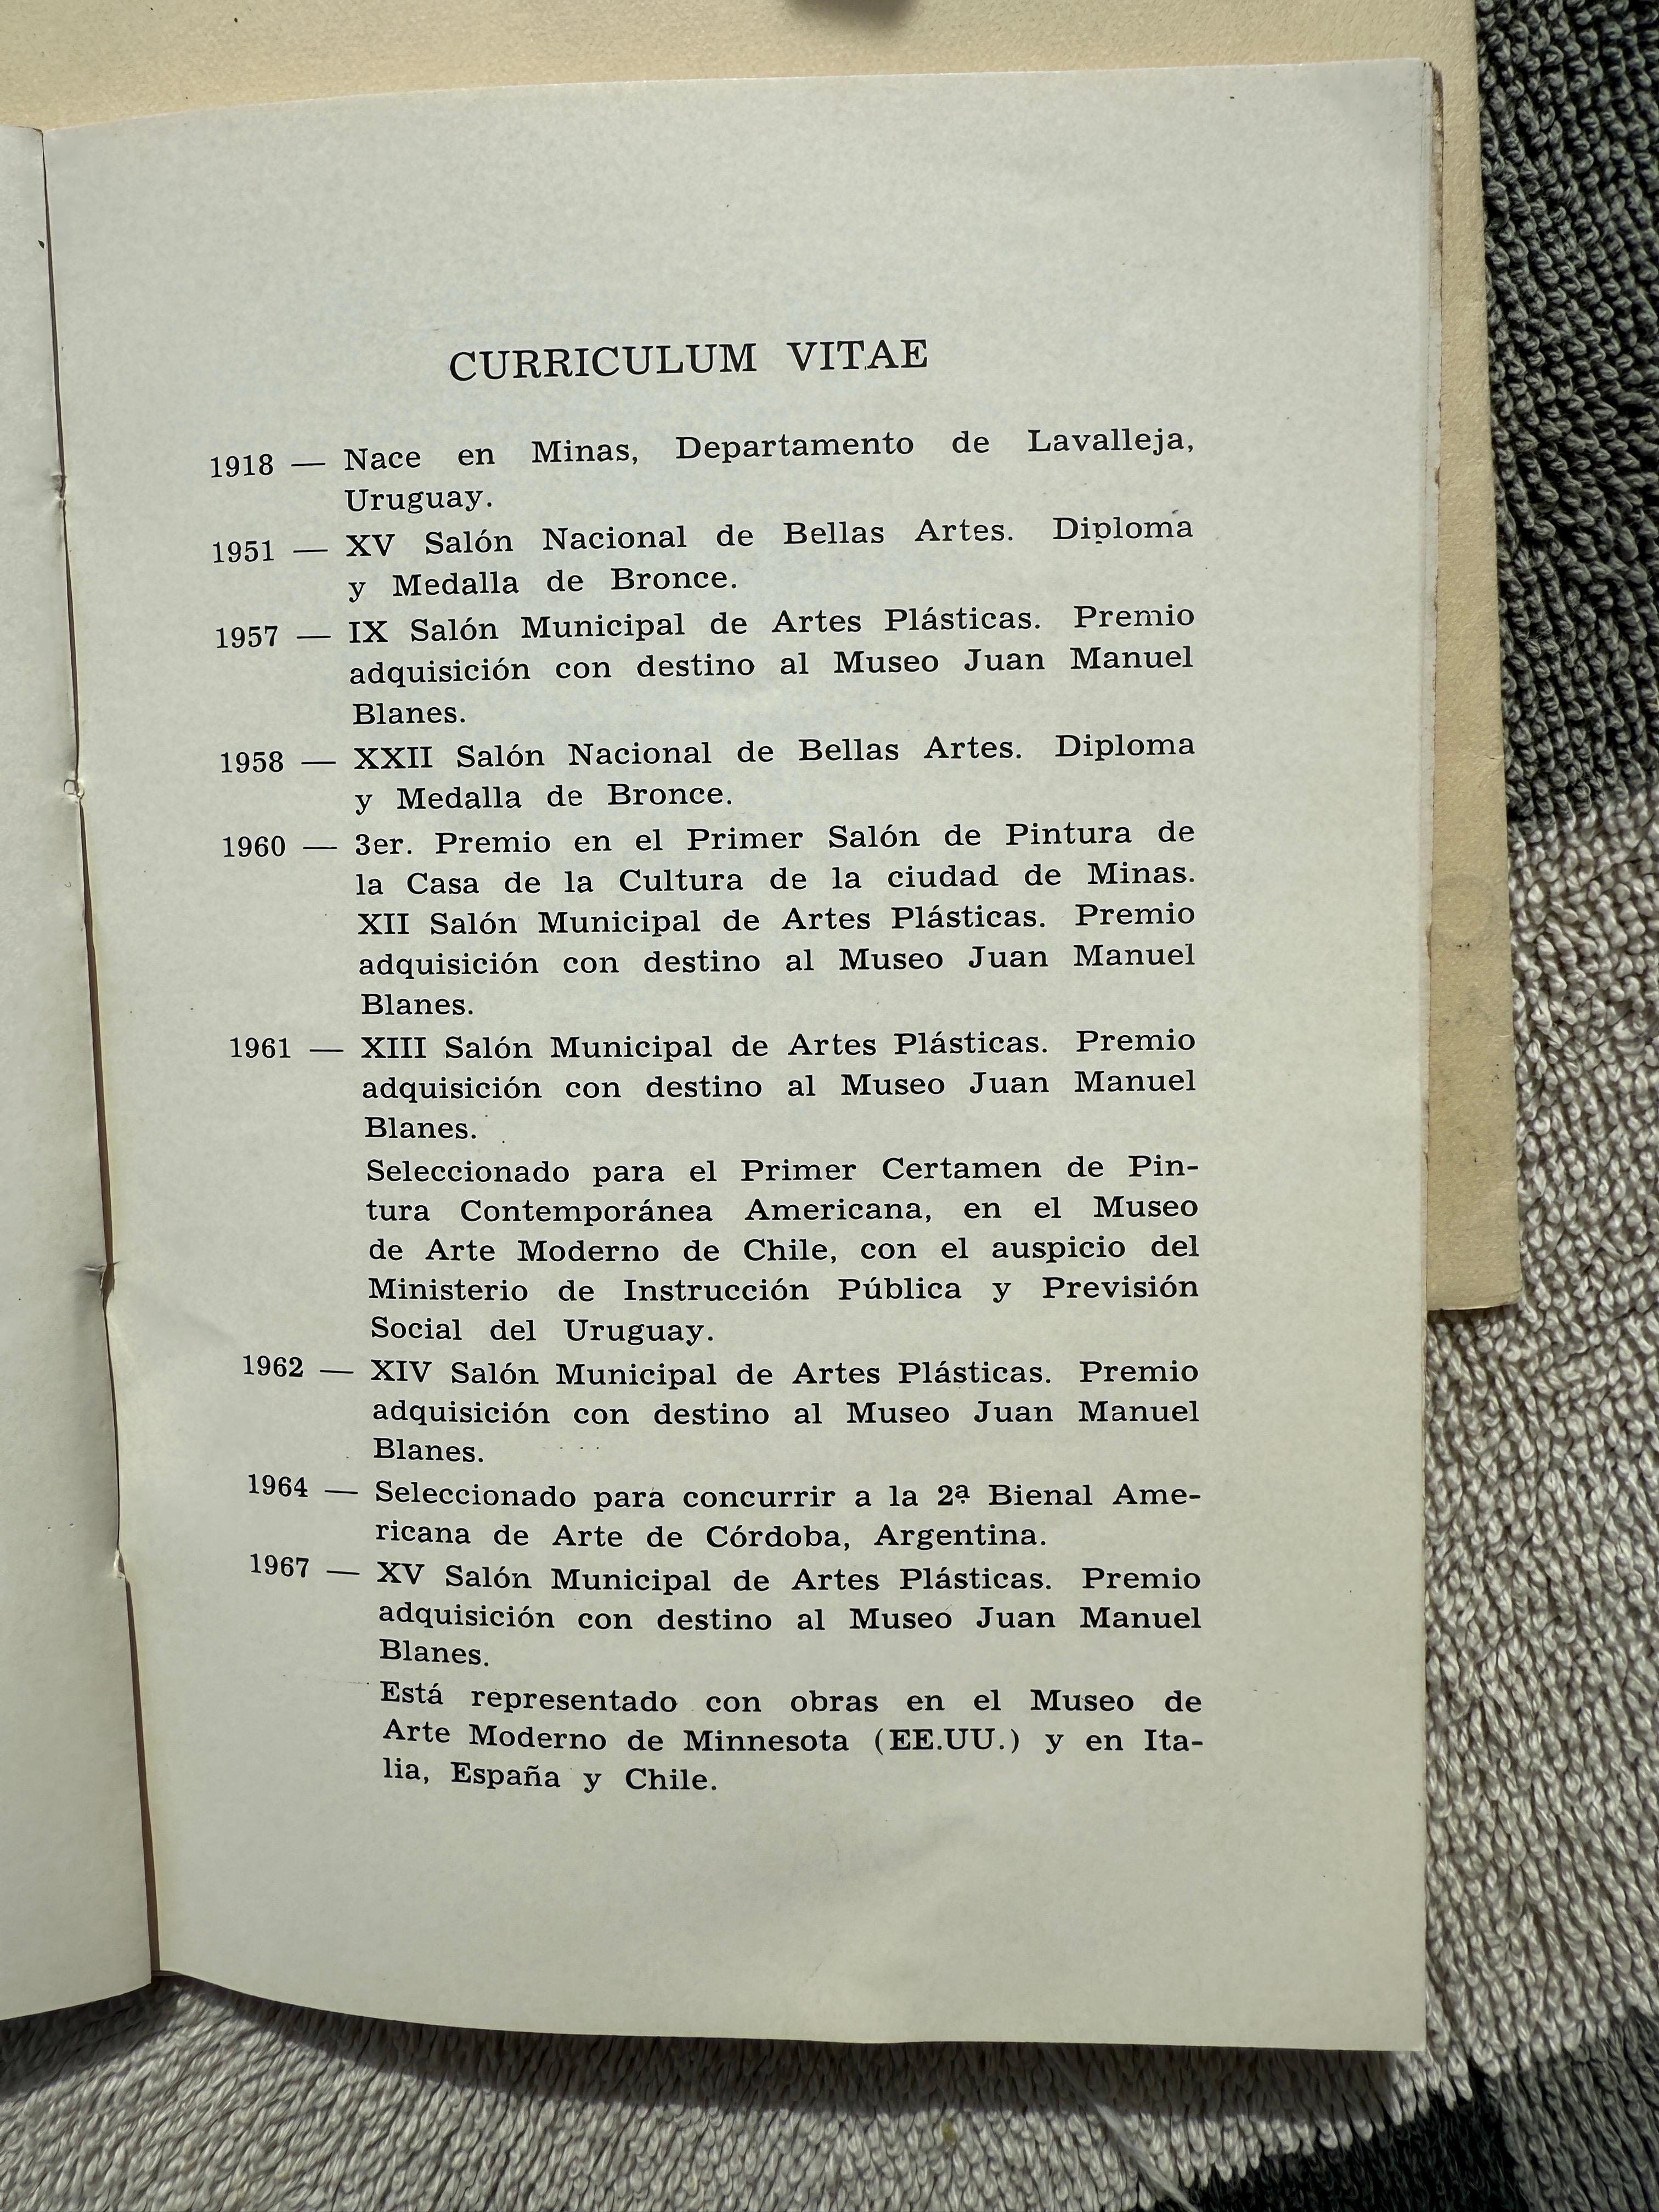 CURRICULUM VITAE
1918 — Nace en Minas, Departamento de Lavalleja,
Uruguay.
1951 — XV Salón Nacional de Bellas Artes. Diploma
y Medalla de Bronce.
1957 — IX Salón Municipal de Artes Plásticas. Premio
adquisición con destino al Museo Juan Manuel
Blanes.
1958 — XXII Salón Nacional de Bellas Artes. Diploma
y Medalla de Bronce.
1960 — 3er. Premio en el Primer Salón de Pintura de
la Casa de la Cultura de la ciudad de Minas.
XII Salón Municipal de Artes Plásticas. Premio
adquisición con destino al Museo Juan Manuel
Blanes.
1961 — XIII Salón Municipal de Artes Plásticas. Premio
adquisición con destino al Museo Juan Manuel
Blanes.
Seleccionado para el Primer Certamen de Pin-
tura Contemporánea Americana, en el Museo
de Arte Moderno de Chile, con el auspicio del
Ministerio de Instrucción Pública y Previsión
Social del Uruguay.
1962 — XIV Salón Municipal de Artes Plásticas. Premio
adquisición con destino al Museo Juan Manuel
Blanes.
1964 — Seleccionado para concurrir a la 2ª Bienal Ame-
ricana de Arte de Córdoba, Argentina.
1967 — XV Salón Municipal de Artes Plásticas. Premio
adquisición con destino al Museo Juan Manuel
Blanes.
Está representado con obras en el Museo de
Arte Moderno de Minnesota (EE.UU.) y en Ita-
lia, España y Chile.